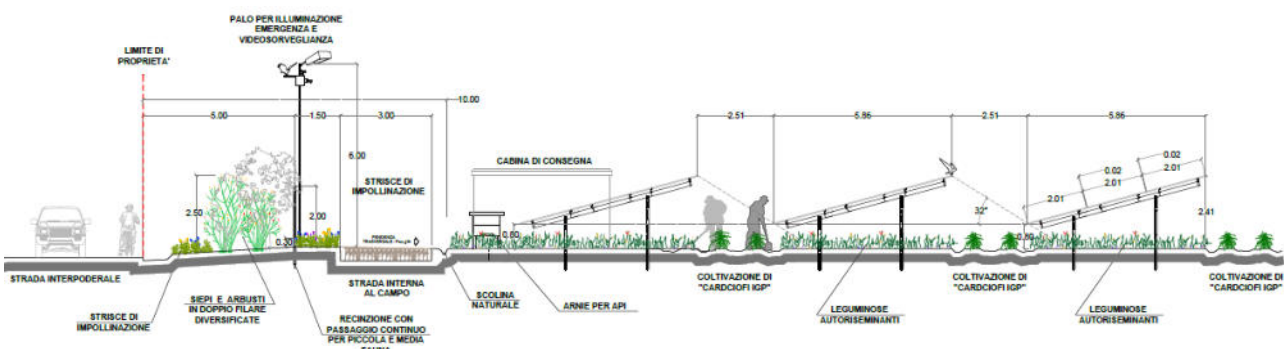 PALO PER ILLUMINAZIONE
EMERGENZA E
VIDEOSORVEGLIANZA
LIMITE DI
PROPRIETA'
10.00
5.00
1.50
3.00
2.51
5.86
2.51
5.86
0.02
2.01
0.02
2.01
2.01
6.00
CABINA DI CONSEGNA
STRISCE DI
IMPOLLINAZIONE
2.50
2.00
0.30
32°
2.41
STRADA INTERPODERALE
STRADA INTERNA
AL CAMPO
SCOLINA
NATURALE
ARNIE PER API
COLTIVAZIONE DI
"CARDCIOFI IGP"
COLTIVAZIONE DI
"CARDCIOFI IGP"
COLTIVAZIONE DI
"CARDCIOFI IGP"
STRISCE DI
IMPOLLINAZIONE
SIEPI E ARBUSTI
IN DOPPIO FILARE
DIVERSIFICATE
RECINZIONE CON
PASSAGGIO CONTINUO
PER PICCOLA E MEDIA
LEGUMINOSE
AUTORISEMINANTI
LEGUMINOSE
AUTORISEMINANTI